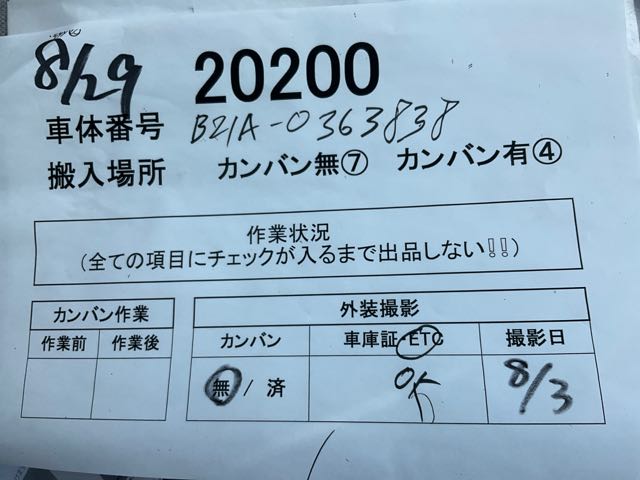 8/29 20200
車体番号 B21A-0363838
搬入場所 カンバン無⑦ カンバン有④
作業状況
(全ての項目にチェックが入るまで出品しない!!)
カンバン作業 外装撮影
作業前 作業後 カンバン 車庫証・ETC 撮影日
無 / 済 OK 8/3